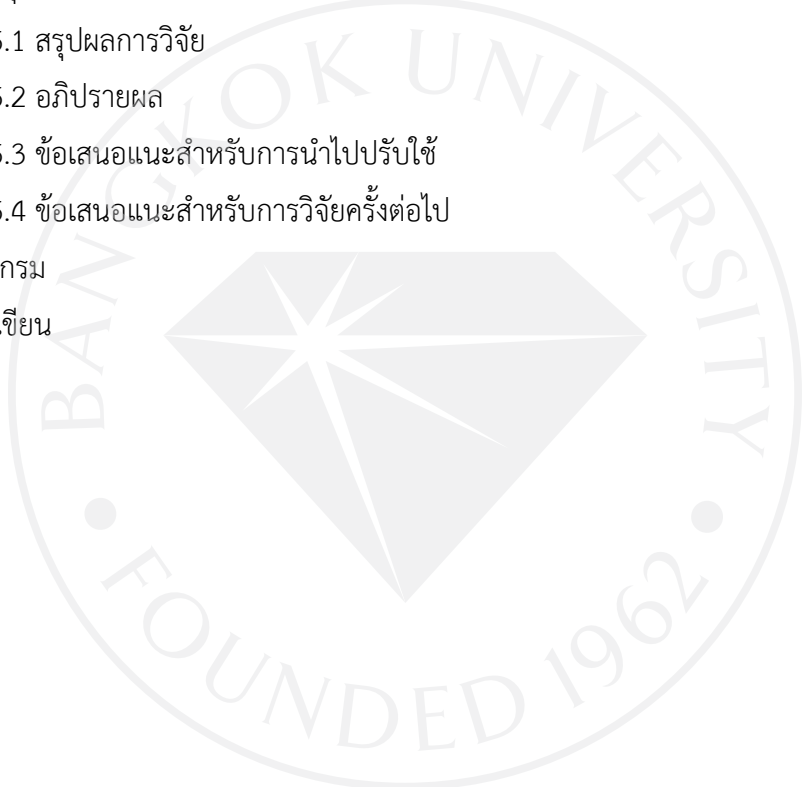 5.1 สรุปผลการวิจัย
5.2 อภิปรายผล
5.3 ข้อเสนอแนะสำหรับการนำไปปรับใช้
5.4 ข้อเสนอแนะสำหรับการวิจัยครั้งต่อไป
กรม
เขียน
BANGKOK UNIVERSITY
• FOUNDED 1962 •